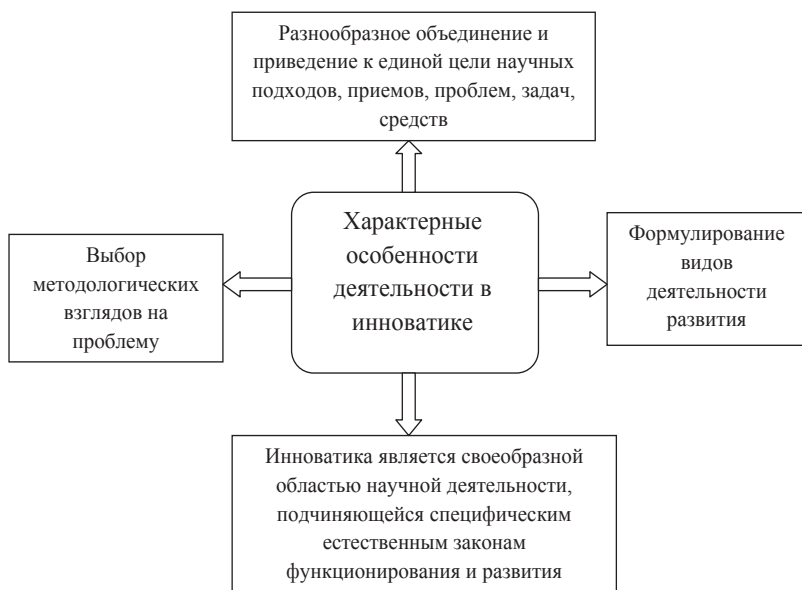 Разнообразное объединение и
приведение к единой цели научных
подходов, приемов, проблем, задач,
средств
Характерные
особенности
деятельности в
инноватике
Выбор
методологических
взглядов на
проблему
Формулирование
видов
деятельности
развития
Инноватика является своеобразной
областью научной деятельности,
подчиняющейся специфическим
естественным законам
функционирования и развития